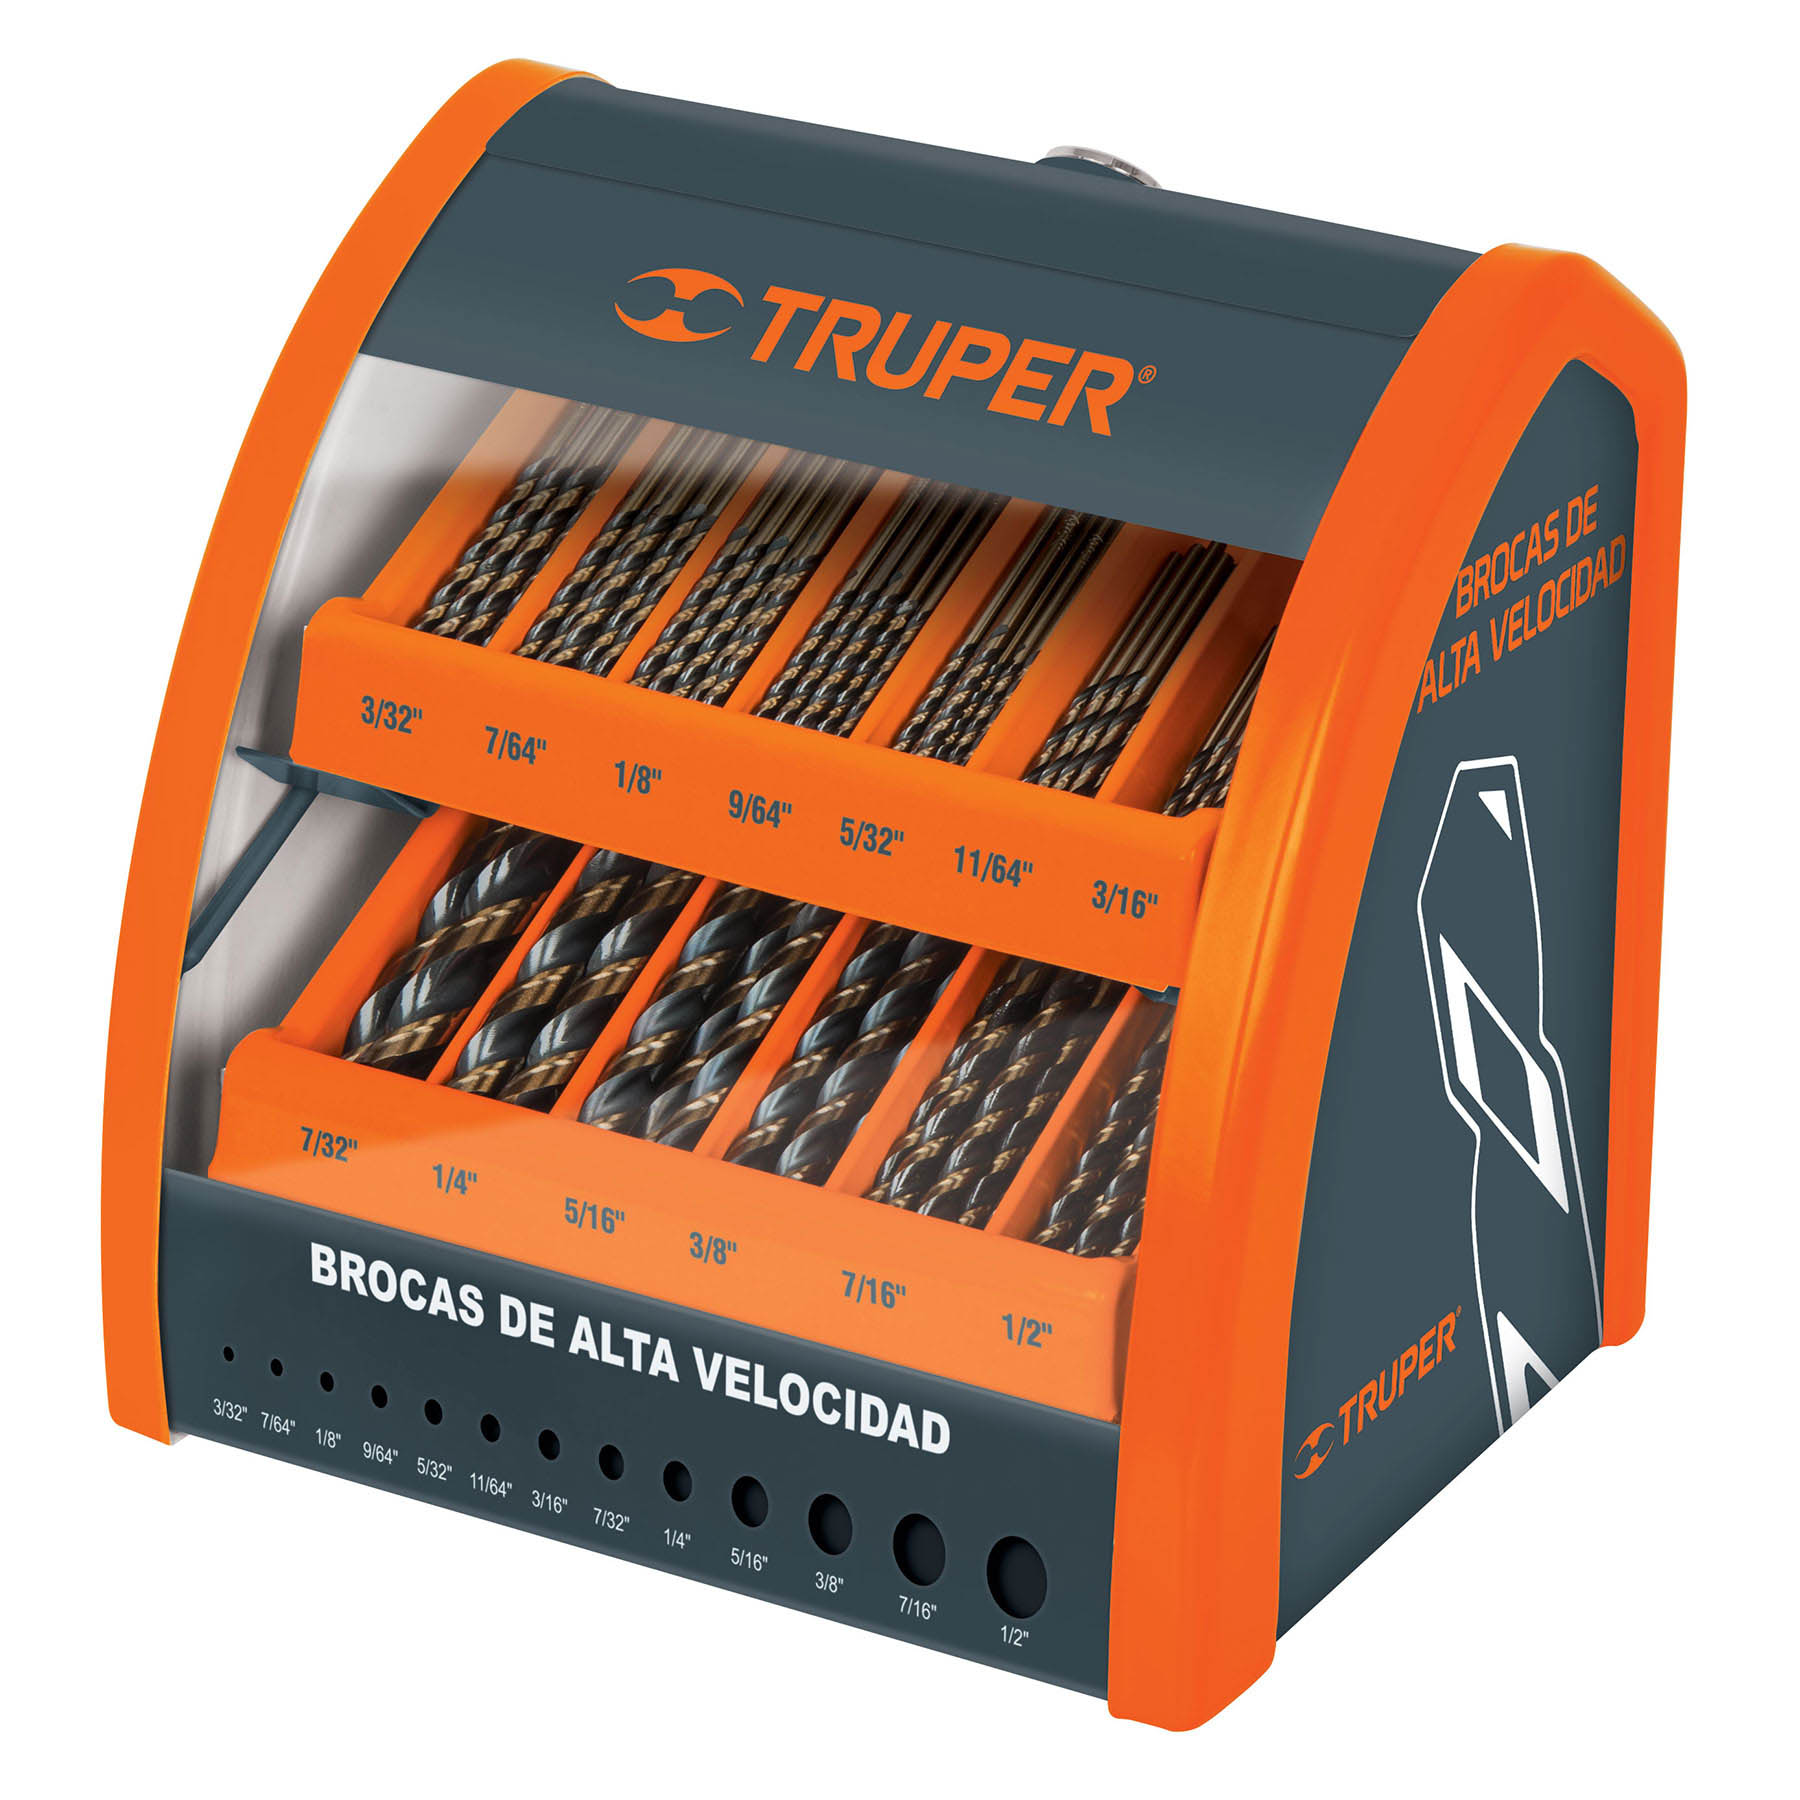 TRUPER®
BROCAS DE
ALTA VELOCIDAD
3/32" 7/64" 1/8" 9/64" 5/32" 11/64" 3/16"
7/32" 1/4" 5/16" 3/8" 7/16" 1/2"
BROCAS DE ALTA VELOCIDAD
3/32" 7/64" 1/8" 9/64" 5/32" 11/64" 3/16" 7/32" 1/4" 5/16" 3/8" 7/16" 1/2"
TRUPER®